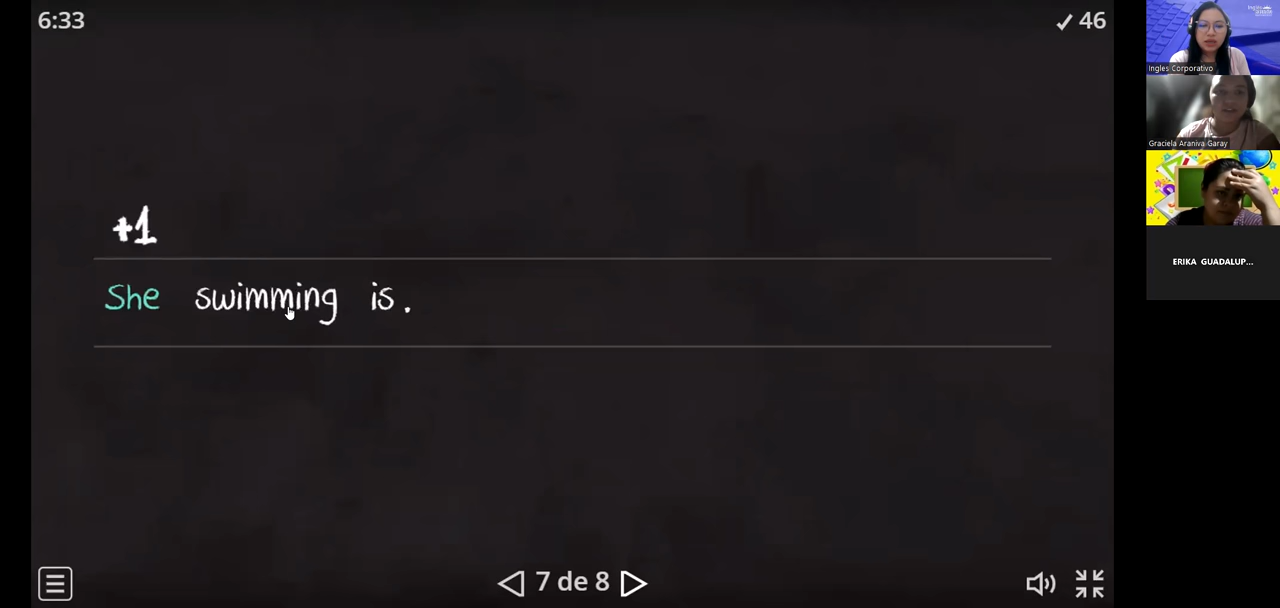 6:33
✓ 46
Ingles Corporativo
Graciela Araniva Garay
+1
She swimming is.
ERIKA GUADALUP...
7 de 8